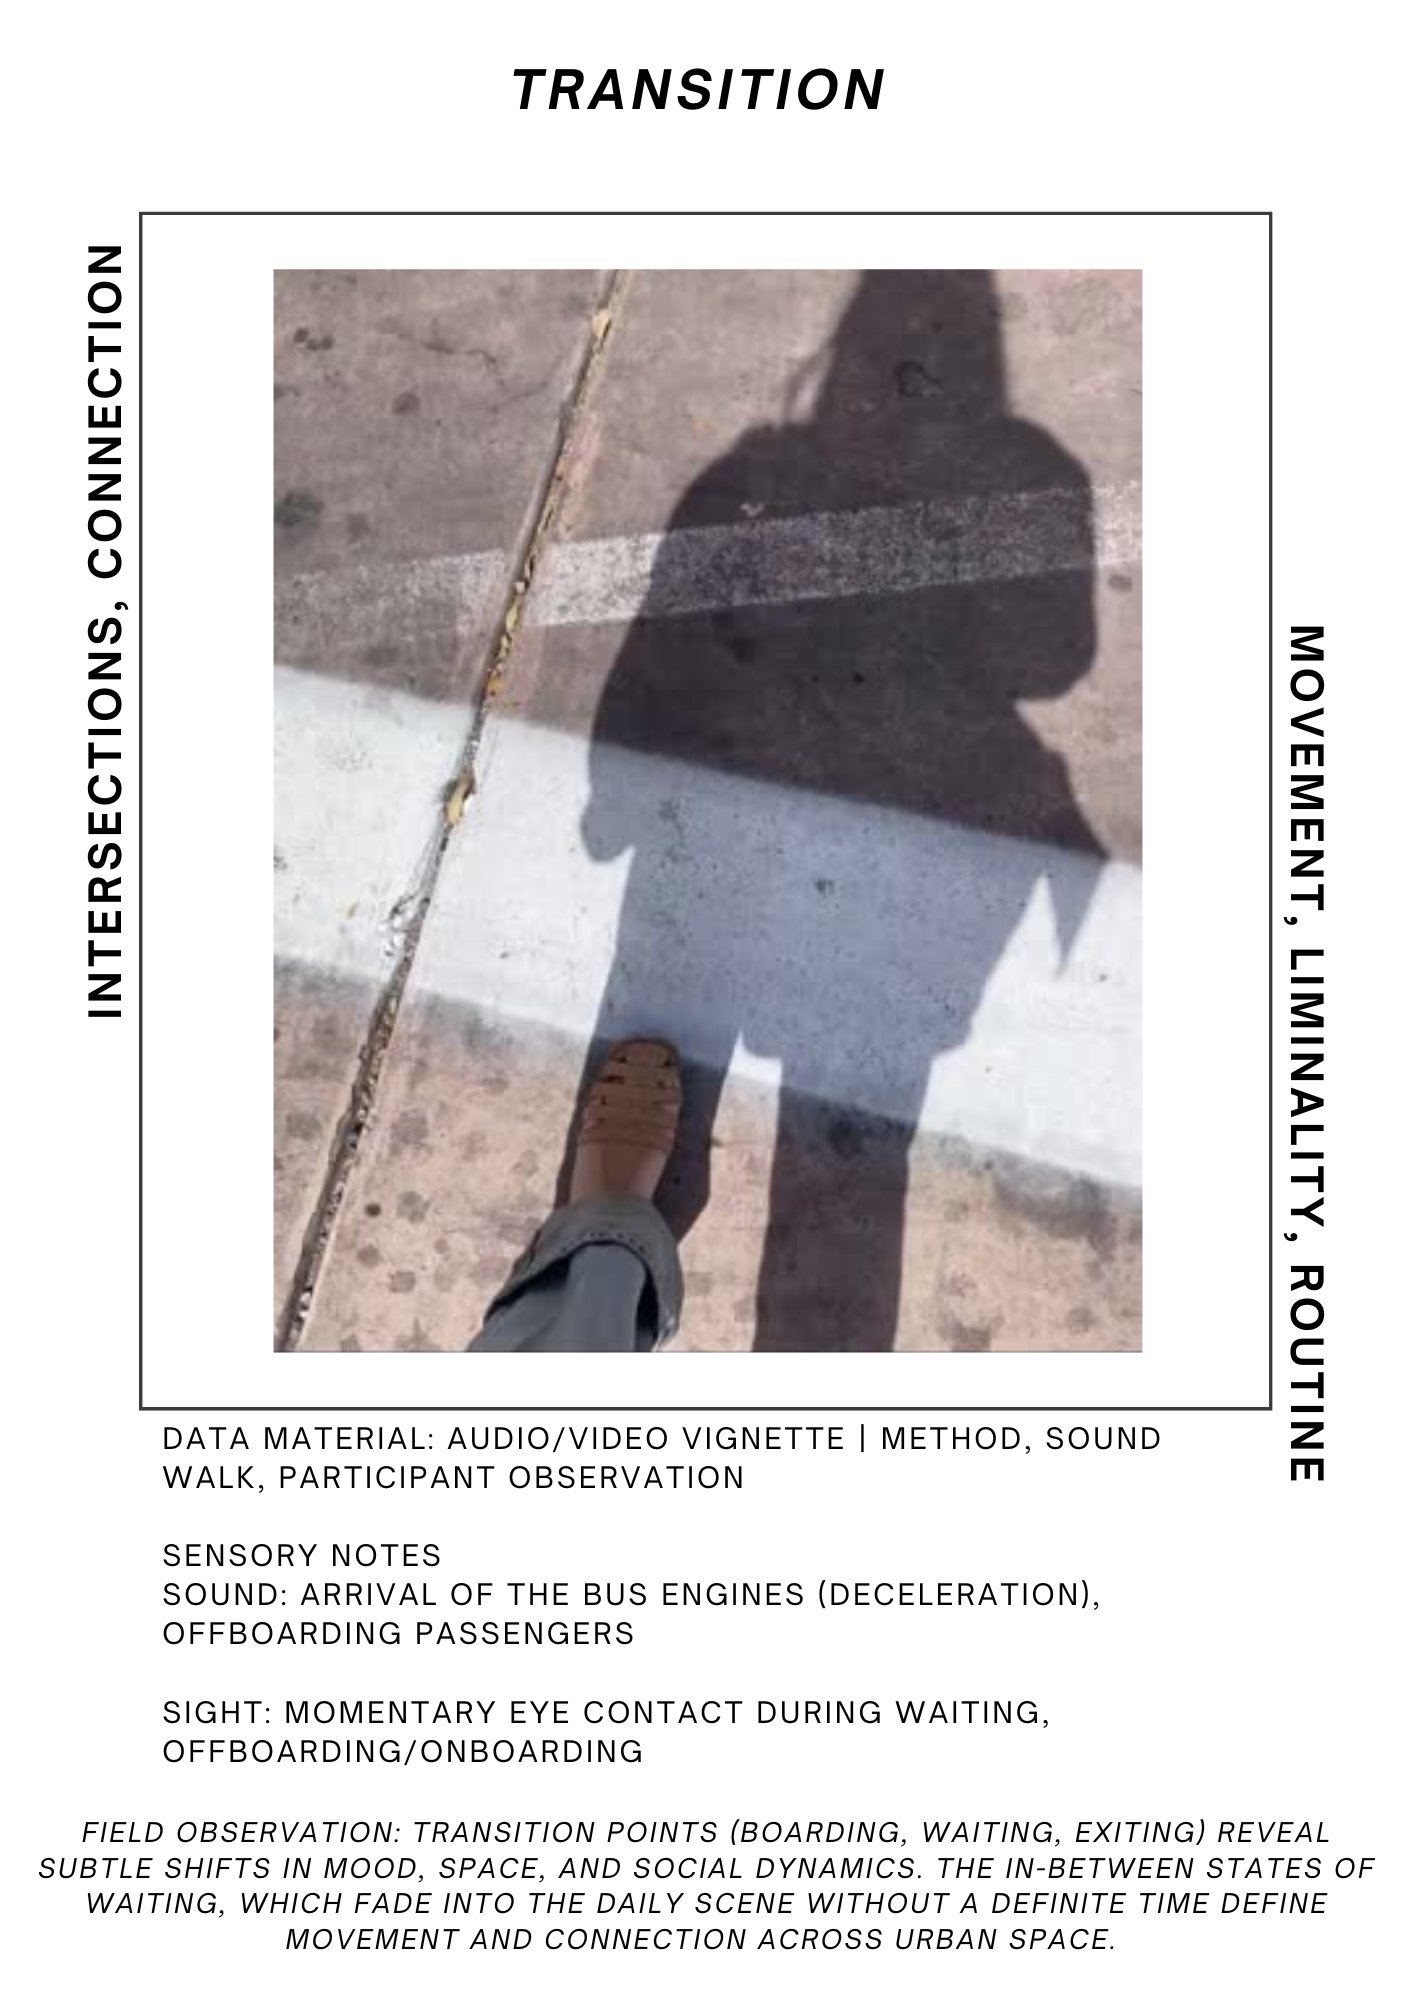 TRANSITION
INTERSECTIONS, CONNECTION
MOVEMENT, LIMINALITY, ROUTINE
DATA MATERIAL: AUDIO/VIDEO VIGNETTE | METHOD, SOUND
WALK, PARTICIPANT OBSERVATION
SENSORY NOTES
SOUND: ARRIVAL OF THE BUS ENGINES (DECELERATION),
OFFBOARDING PASSENGERS
SIGHT: MOMENTARY EYE CONTACT DURING WAITING,
OFFBOARDING/ONBOARDING
FIELD OBSERVATION: TRANSITION POINTS (BOARDING, WAITING, EXITING) REVEAL
SUBTLE SHIFTS IN MOOD, SPACE, AND SOCIAL DYNAMICS. THE IN-BETWEEN STATES OF
WAITING, WHICH FADE INTO THE DAILY SCENE WITHOUT A DEFINITE TIME DEFINE
MOVEMENT AND CONNECTION ACROSS URBAN SPACE.